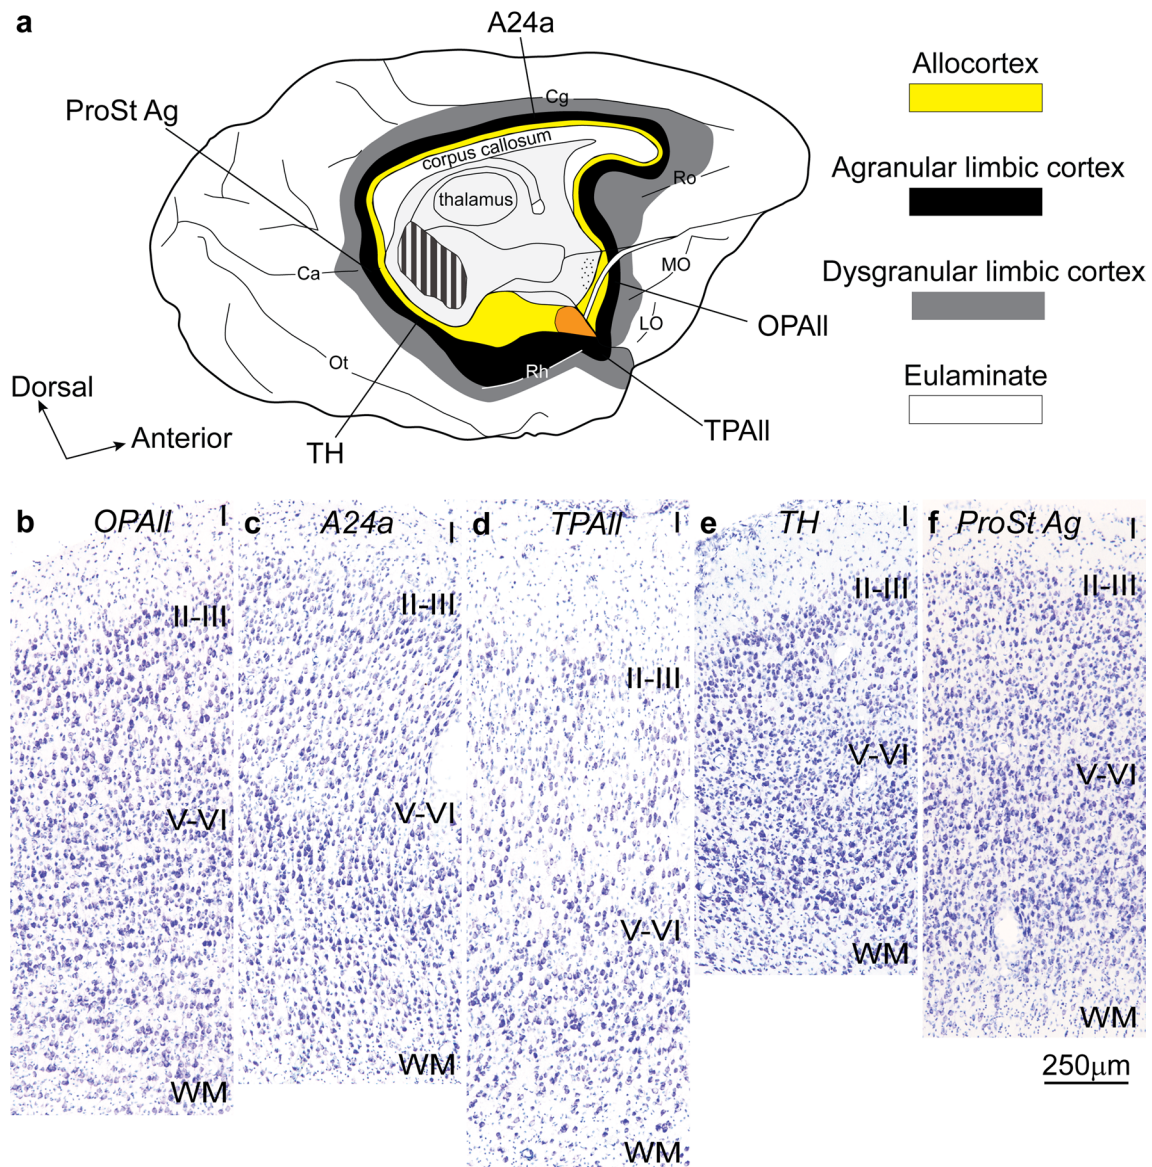 a
A24a
ProSt Ag
Cg
corpus callosum
thalamus
Ro
Ca
MO
LO
OPAll
Ot
Rh
TPAll
TH
Dorsal
Anterior
Allocortex
Agranular limbic cortex
Dysgranular limbic cortex
Eulaminate
b OPAll I
II-III
V-VI
WM
c A24a I
II-III
V-VI
WM
d TPAll I
II-III
V-VI
WM
e TH I
II-III
V-VI
WM
f ProSt Ag I
II-III
V-VI
WM
250μm